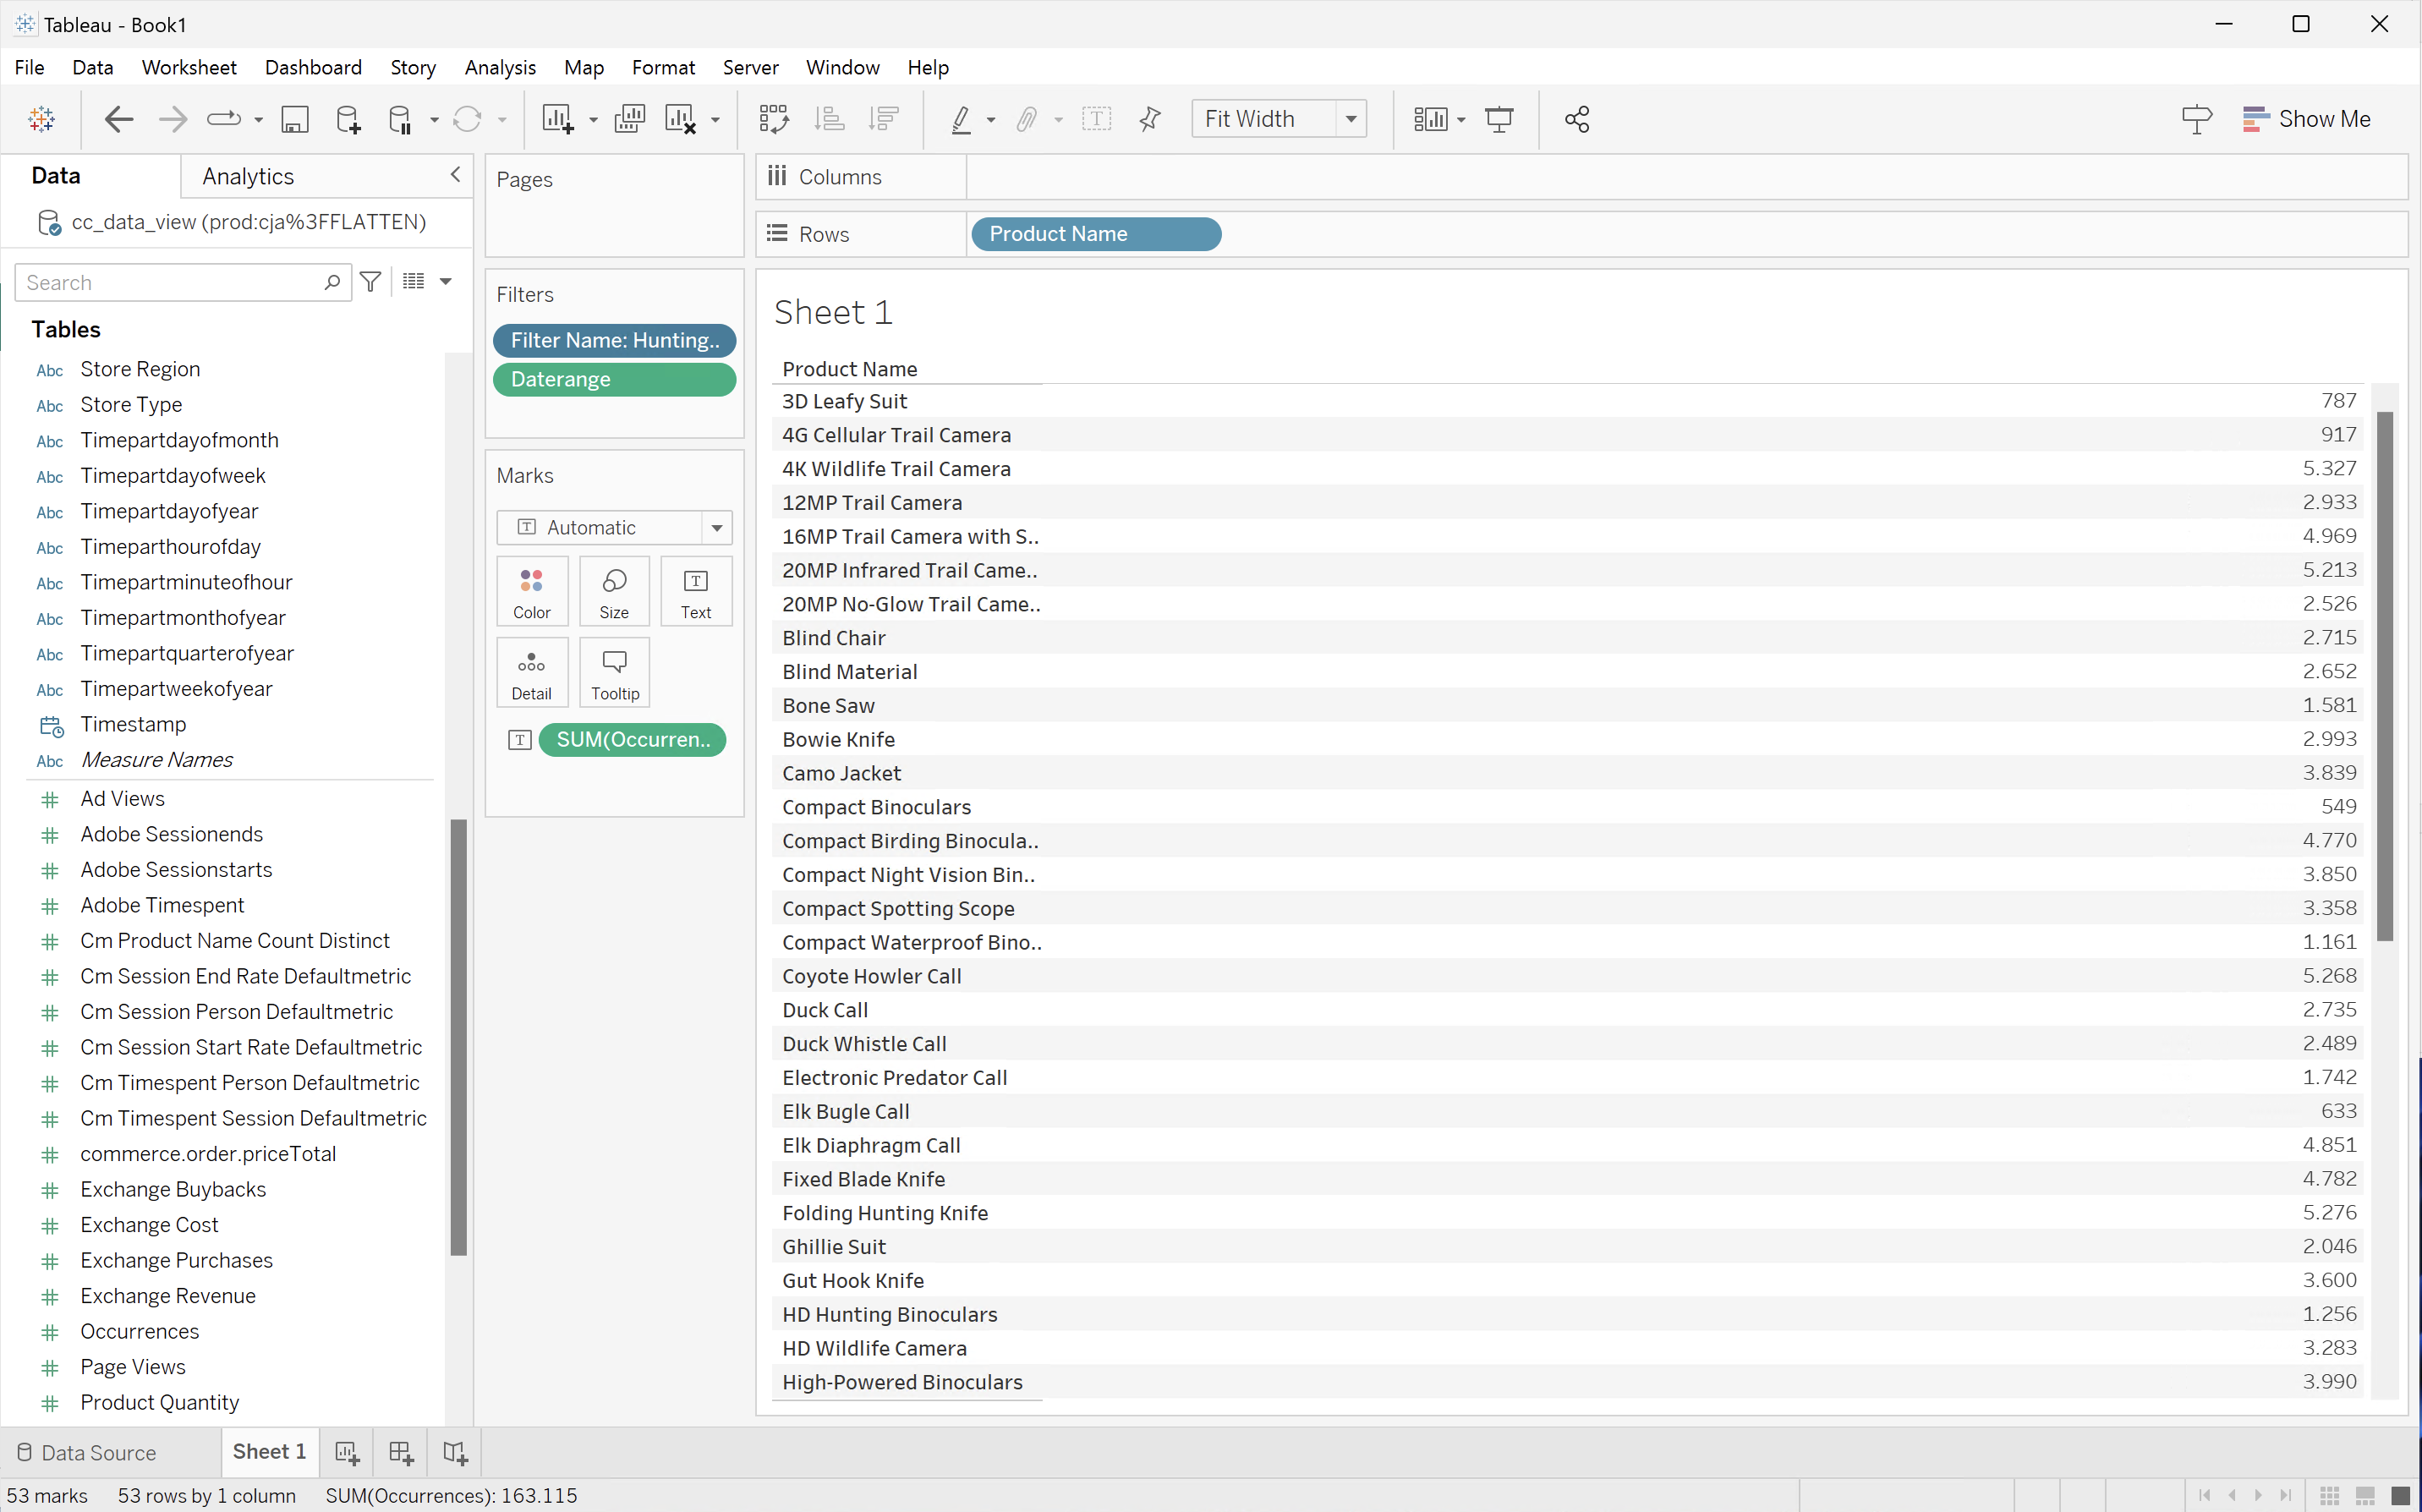 Tableau - Book1
File Data Worksheet Dashboard Story Analysis Map Format Server Window Help
Fit Width
Show Me
Data
Analytics
cc_data_view (prod:cja%3FFLATTEN)
Search
Tables
Abc Store Region
Abc Store Type
Abc Timepartdayofmonth
Abc Timepartdayofweek
Abc Timepartdayofyear
Abc Timeparthourofday
Abc Timepartminuteofhour
Abc Timepartmonthofyear
Abc Timepartquarterofyear
Abc Timepartweekofyear
Timestamp
Abc Measure Names
# Ad Views
# Adobe Sessionends
# Adobe Sessionstarts
# Adobe Timespent
# Cm Product Name Count Distinct
# Cm Session End Rate Defaultmetric
# Cm Session Person Defaultmetric
# Cm Session Start Rate Defaultmetric
# Cm Timespent Person Defaultmetric
# Cm Timespent Session Defaultmetric
# commerce.order.priceTotal
# Exchange Buybacks
# Exchange Cost
# Exchange Purchases
# Exchange Revenue
# Occurrences
# Page Views
# Product Quantity
Pages
Filters
Filter Name: Hunting..
Daterange
Marks
T Automatic
Color Size T Text
Detail Tooltip
T SUM(Occurren..
Columns
Rows
Product Name
Sheet 1
Product Name
3D Leafy Suit 787
4G Cellular Trail Camera 917
4K Wildlife Trail Camera 5.327
12MP Trail Camera 2.933
16MP Trail Camera with S.. 4.969
20MP Infrared Trail Came.. 5.213
20MP No-Glow Trail Came.. 2.526
Blind Chair 2.715
Blind Material 2.652
Bone Saw 1.581
Bowie Knife 2.993
Camo Jacket 3.839
Compact Binoculars 549
Compact Birding Binocula.. 4.770
Compact Night Vision Bin.. 3.850
Compact Spotting Scope 3.358
Compact Waterproof Bino.. 1.161
Coyote Howler Call 5.268
Duck Call 2.735
Duck Whistle Call 2.489
Electronic Predator Call 1.742
Elk Bugle Call 633
Elk Diaphragm Call 4.851
Fixed Blade Knife 4.782
Folding Hunting Knife 5.276
Ghillie Suit 2.046
Gut Hook Knife 3.600
HD Hunting Binoculars 1.256
HD Wildlife Camera 3.283
High-Powered Binoculars 3.990
Data Source
Sheet 1
53 marks 53 rows by 1 column SUM(Occurrences): 163.115